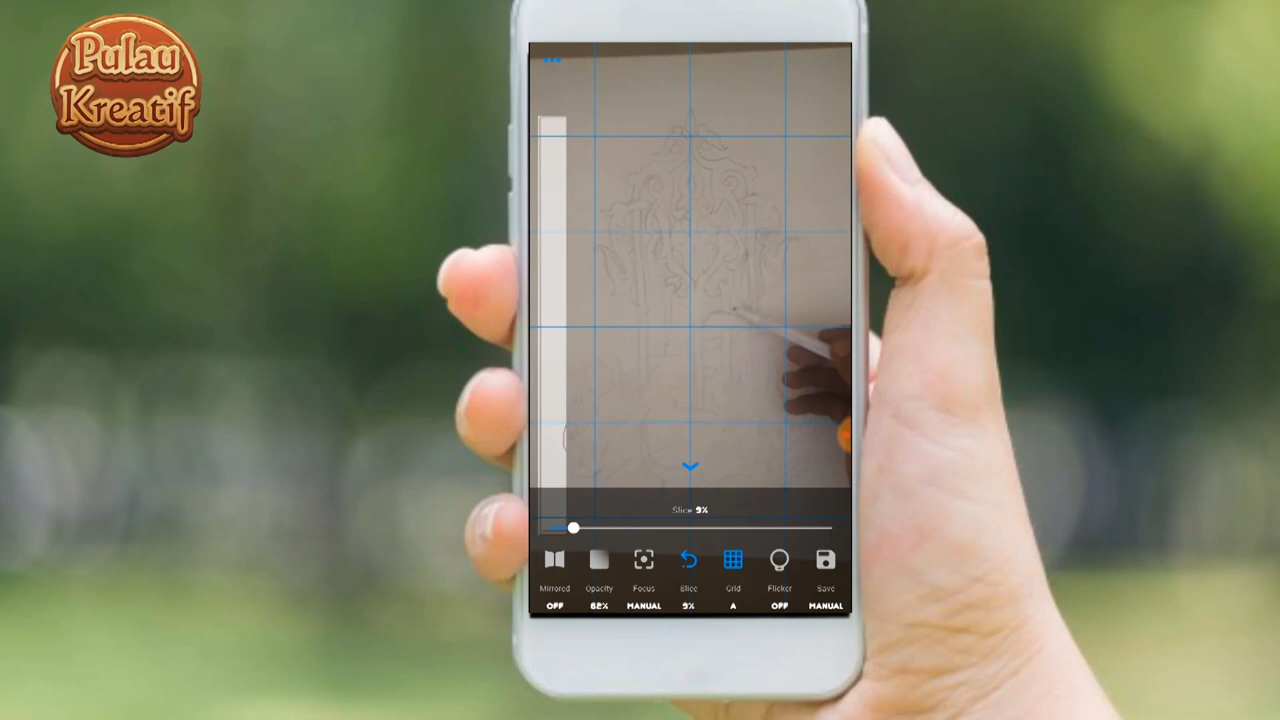 Pulau
Kreatif
Slice 9%
Mirrored Opacity Focus Slice Grid Flicker Save
OFF 62% MANUAL 9% A OFF MANUAL